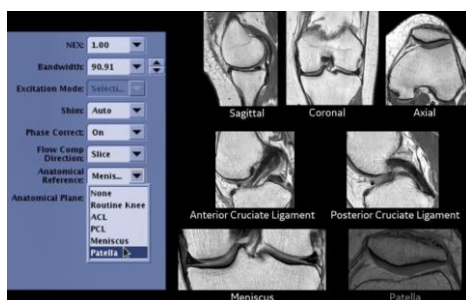 NEX: 1.00
Bandwidth: 90.91
Excitation Mode: Selecti...
Shim: Auto
Phase Correct: On
Flow Comp Direction: Slice
Anatomical Reference: Menis...
Anatomical Plane:
None
Routine Knee
ACL
PCL
Meniscus
Patella
Sagittal
Coronal
Axial
Anterior Cruciate Ligament
Posterior Cruciate Ligament
Meniscus
Patella